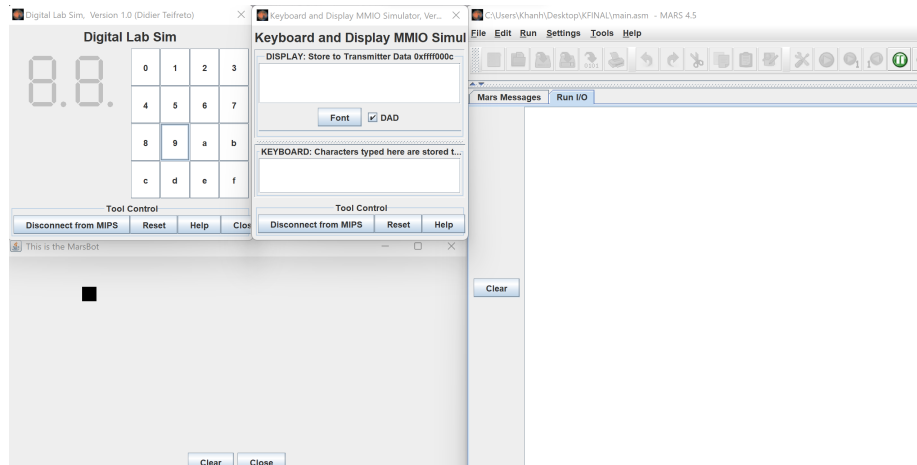 Digital Lab Sim, Version 1.0 (Didier Teifreto)
Digital Lab Sim
0 1 2 3
4 5 6 7
8 9 a b
c d e f
Tool Control
Disconnect from MIPS Reset Help Clos
Keyboard and Display MMIO Simulator, Ver...
Keyboard and Display MMIO Simul
DISPLAY: Store to Transmitter Data 0xffff000c
Font DAD
KEYBOARD: Characters typed here are stored t...
Tool Control
Disconnect from MIPS Reset Help
This is the MarsBot
Clear Close
C:\Users\Khanh\Desktop\KFINAL\main.asm - MARS 4.5
File Edit Run Settings Tools Help
Mars Messages Run I/O
Clear